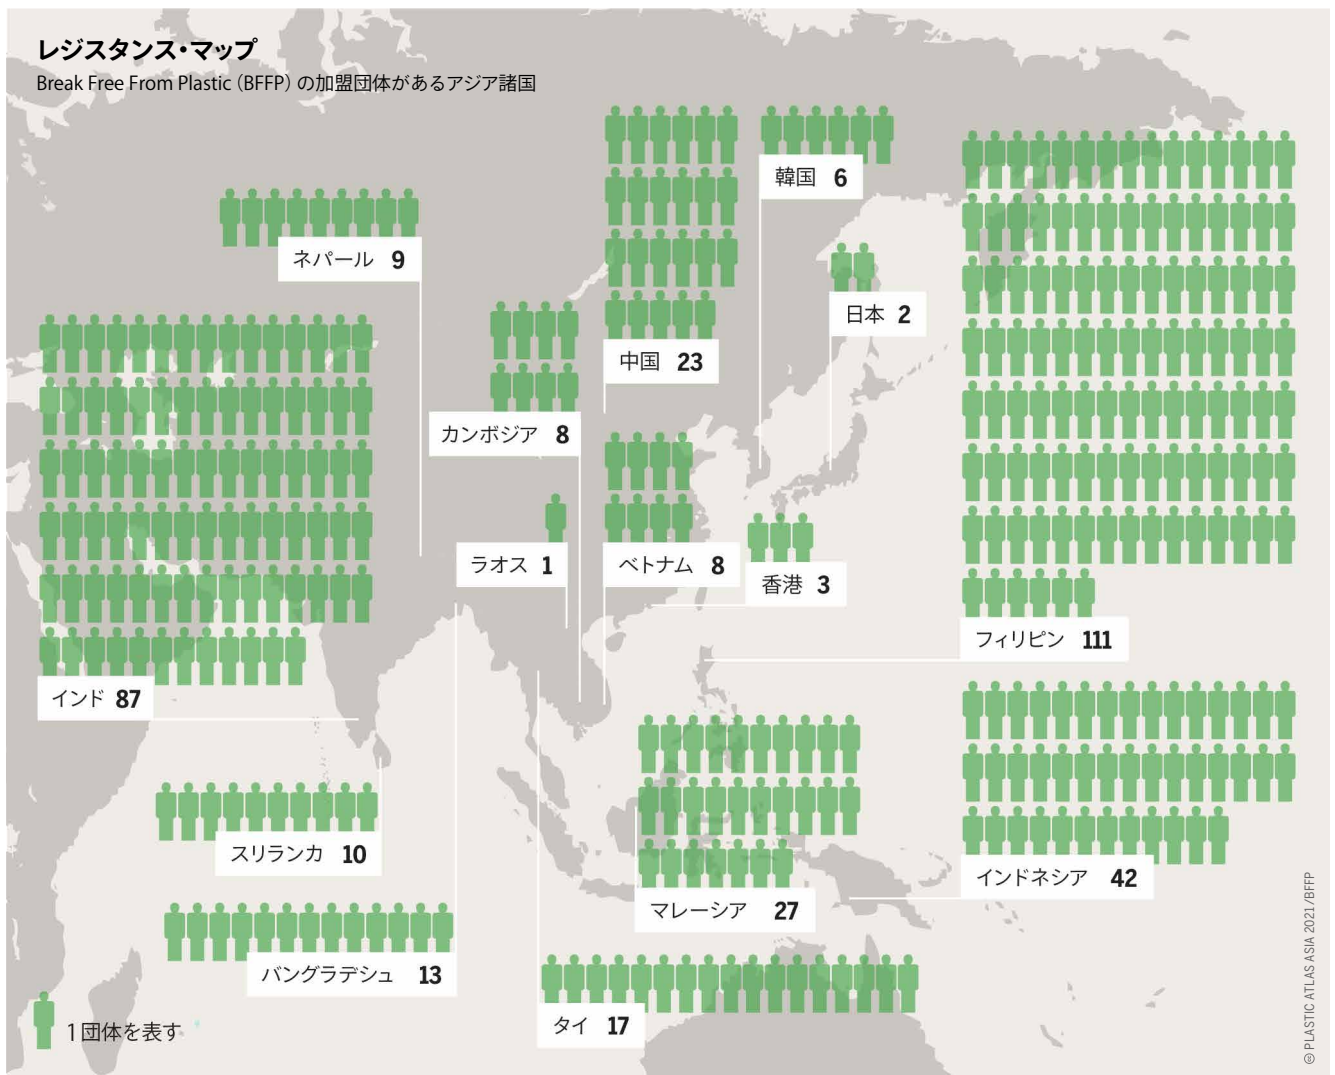 レジスタンス・マップ
Break Free From Plastic（BFFP）の加盟団体があるアジア諸国
韓国 6
ネパール 9
日本 2
中国 23
カンボジア 8
ラオス 1
ベトナム 8
香港 3
フィリピン 111
インド 87
スリランカ 10
インドネシア 42
マレーシア 27
バングラデシュ 13
タイ 17
1団体を表す
PLASTIC ATLAS ASIA 2021/BFFP